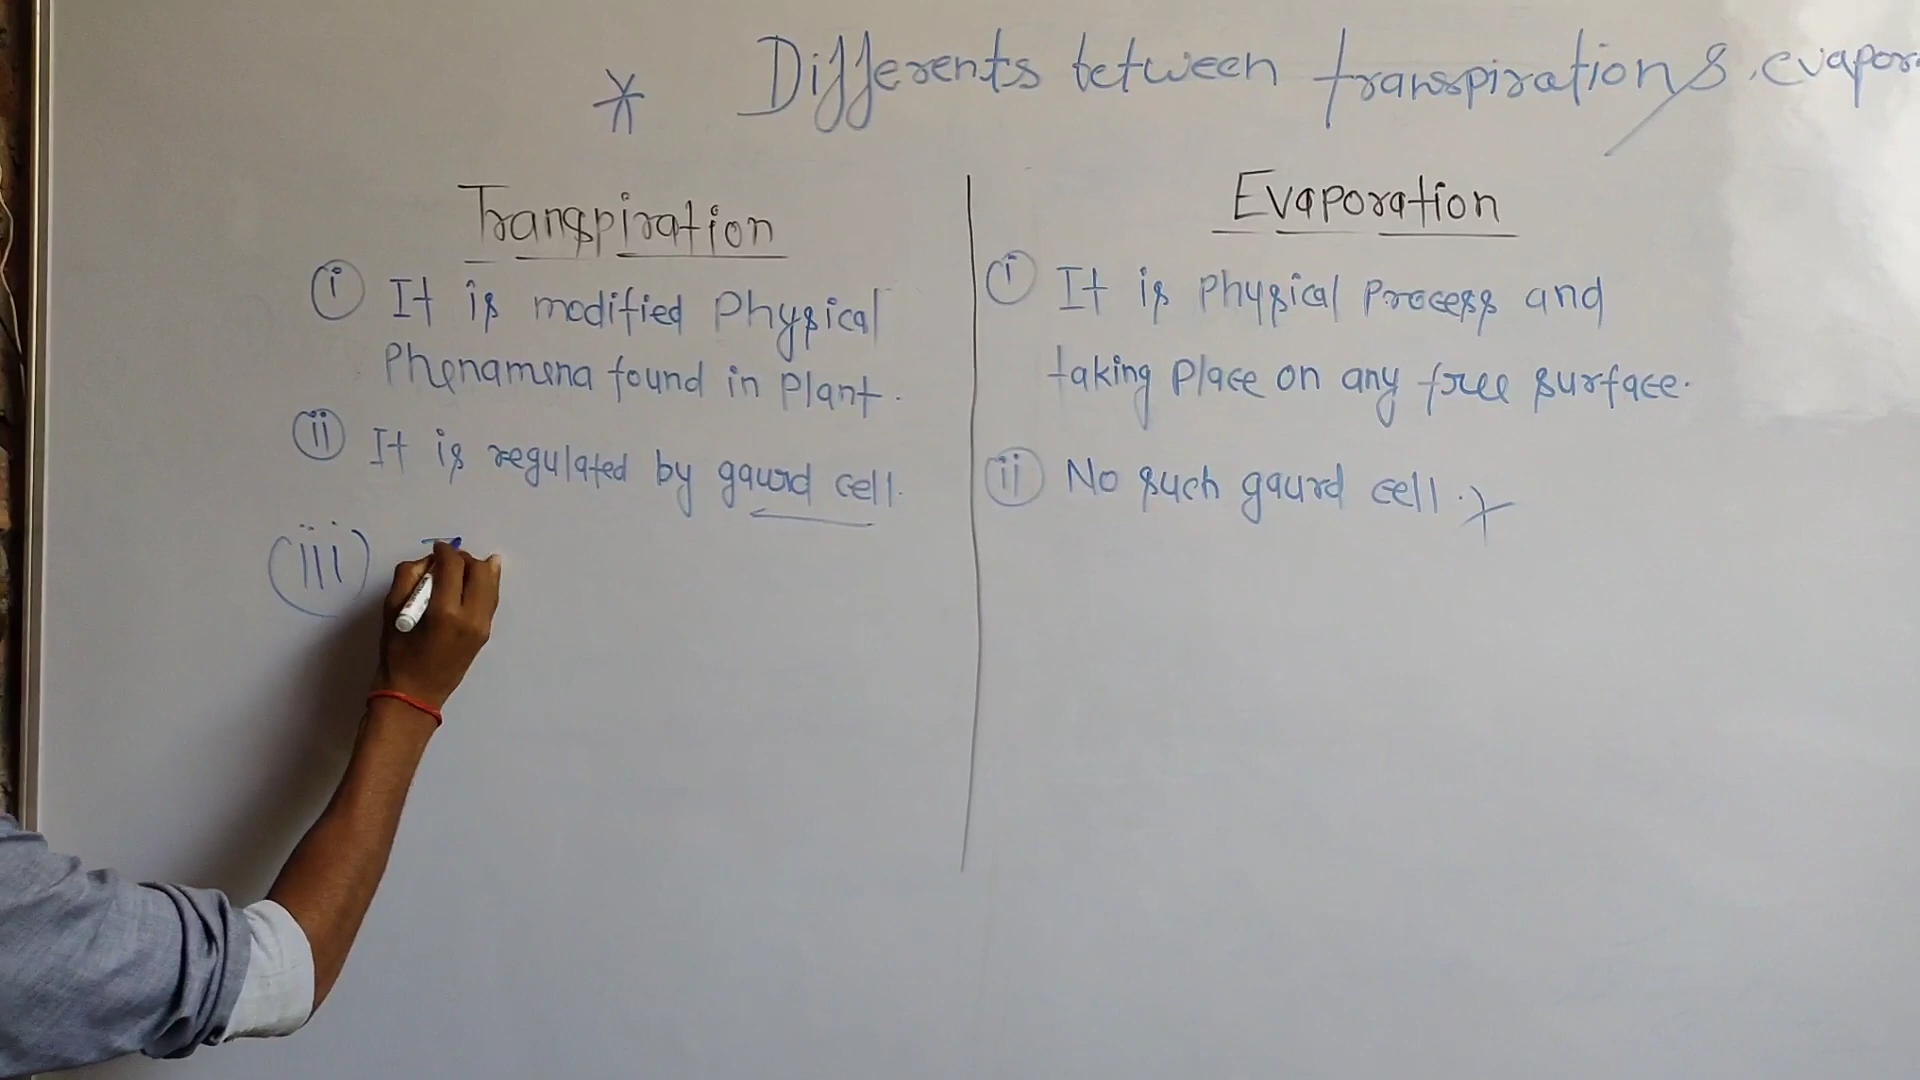 * Differents between transpiration & evapor
Transpiration
(i) It is modified Physical
Phenamena found in Plant.
(ii) It is regulated by gaurd cell.
(iii)
Evaporation
(i) It is Physical Process and
taking Place on any free surface.
(ii) No such gaurd cell.